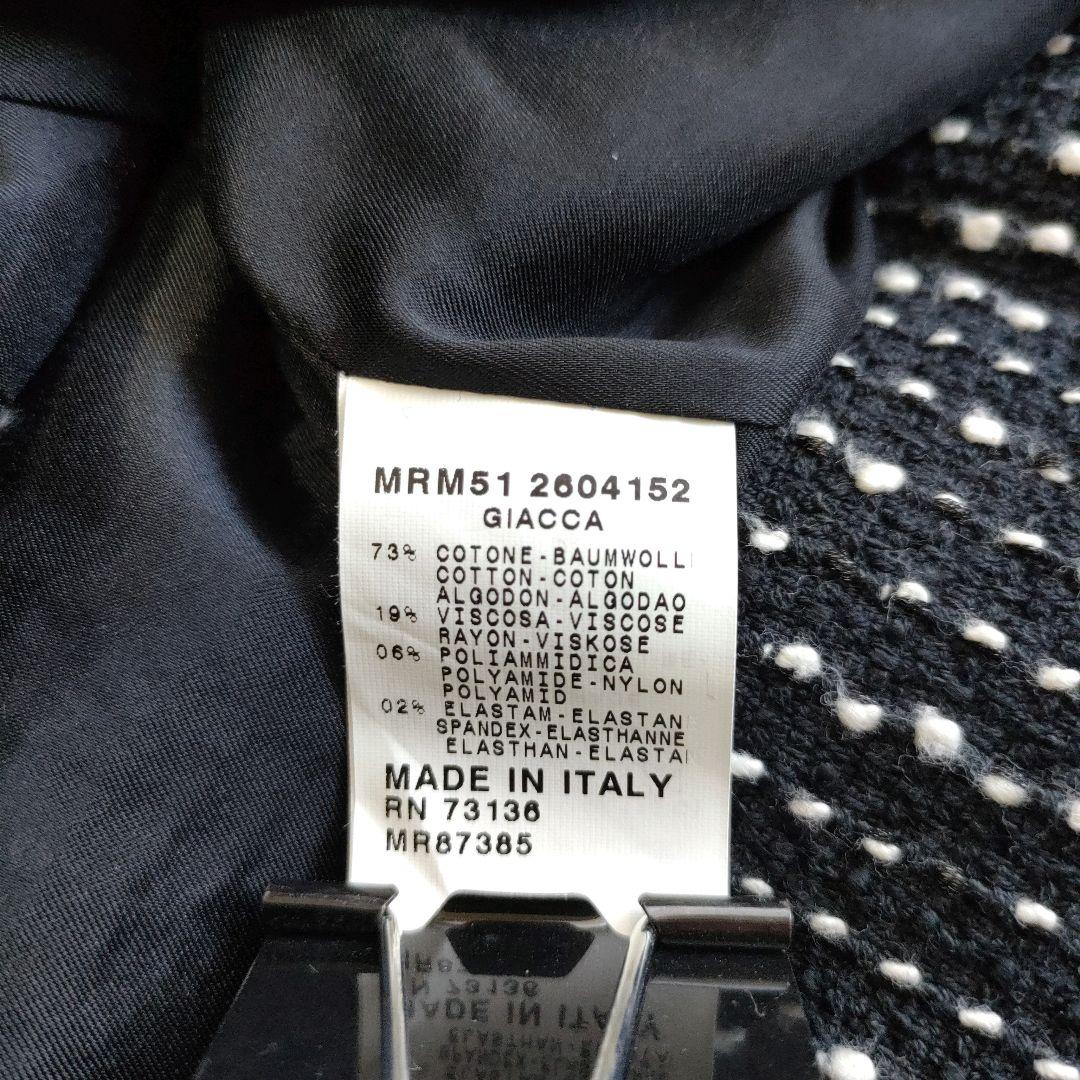 MRM51 2604152
GIACCA
73% COTONE-BAUMWOLL
COTTON-COTON
ALGODON-ALGODAO
19% VISCOSA-VISCOSE
RAYON-VISKOSE
06% POLIAMMIDICA
POLYAMIDE-NYLON
POLYAMID
02% ELASTAM-ELASTAN
SPANDEX-ELASTHANNE
ELASTHAN-ELASTA
MADE IN ITALY
RN 73136
MR87385